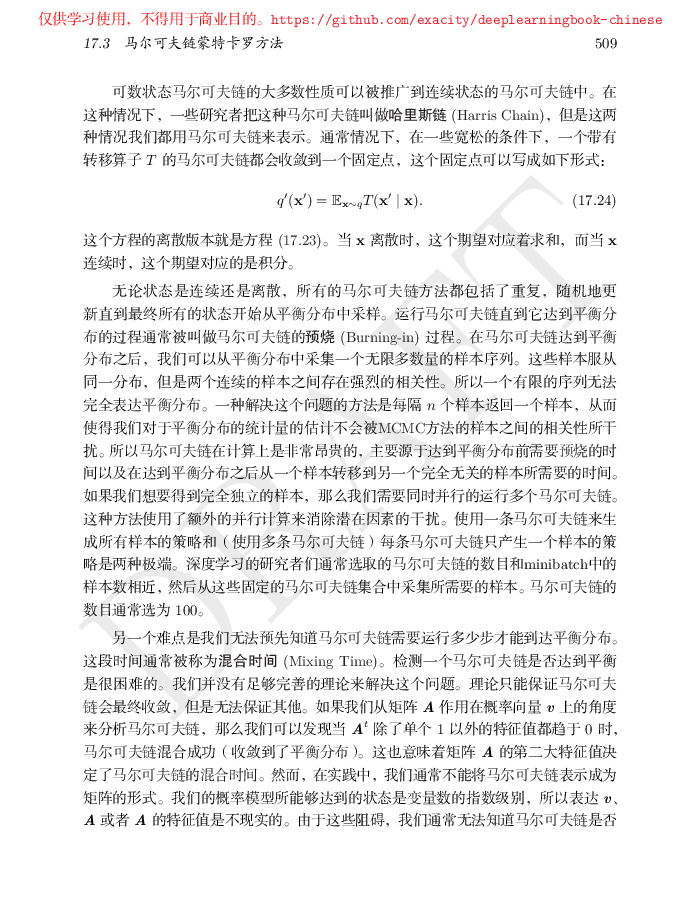 仅供学习使用，不得用于商业目的。https://github.com/exacity/deeplearningbook-chinese
17.3 马尔可夫链蒙特卡罗方法 509
可数状态马尔可夫链的大多数性质可以被推广到连续状态的马尔可夫链中。在
这种情况下，一些研究者把这种马尔可夫链叫做哈里斯链 (Harris Chain)，但是这两
种情况我们都用马尔可夫链来表示。通常情况下，在一些宽松的条件下，一个带有
转移算子 T 的马尔可夫链都会收敛到一个固定点，这个固定点可以写成如下形式：
q′(x′) = 𝔼x∼qT(x′ | x). (17.24)
这个方程的离散版本就是方程 (17.23)。当 x 离散时，这个期望对应着求和，而当 x
连续时，这个期望对应的是积分。
无论状态是连续还是离散，所有的马尔可夫链方法都包括了重复，随机地更
新直到最终所有的状态开始从平衡分布中采样。运行马尔可夫链直到它达到平衡分
布的过程通常被叫做马尔可夫链的预烧 (Burning-in) 过程。在马尔可夫链达到平衡
分布之后，我们可以从平衡分布中采集一个无限多数量的样本序列。这些样本服从
同一分布，但是两个连续的样本之间存在强烈的相关性。所以一个有限的序列无法
完全表达平衡分布。一种解决这个问题的方法是每隔 n 个样本返回一个样本，从而
使得我们对于平衡分布的统计量的估计不会被MCMC方法的样本之间的相关性所干
扰。所以马尔可夫链在计算上是非常昂贵的，主要源于达到平衡分布前需要预烧的时
间以及在达到平衡分布之后从一个样本转移到另一个完全无关的样本所需要的时间。
如果我们想要得到完全独立的样本，那么我们需要同时并行的运行多个马尔可夫链。
这种方法使用了额外的并行计算来消除潜在因素的干扰。使用一条马尔可夫链来生
成所有样本的策略和（使用多条马尔可夫链）每条马尔可夫链只产生一个样本的策
略是两种极端。深度学习的研究者们通常选取的马尔可夫链的数目和minibatch中的
样本数相近，然后从这些固定的马尔可夫链集合中采集所需要的样本。马尔可夫链的
数目通常选为 100。
另一个难点是我们无法预先知道马尔可夫链需要运行多少步才能到达平衡分布。
这段时间通常被称为混合时间 (Mixing Time)。检测一个马尔可夫链是否达到平衡
是很困难的。我们并没有足够完善的理论来解决这个问题。理论只能保证马尔可夫
链会最终收敛，但是无法保证其他。如果我们从矩阵 A 作用在概率向量 v 上的角度
来分析马尔可夫链，那么我们可以发现当 Aᵗ 除了单个 1 以外的特征值都趋于 0 时，
马尔可夫链混合成功（收敛到了平衡分布）。这也意味着矩阵 A 的第二大特征值决
定了马尔可夫链的混合时间。然而，在实践中，我们通常不能将马尔可夫链表示成为
矩阵的形式。我们的概率模型所能够达到的状态是变量数的指数级别，所以表达 v、
A 或者 A 的特征值是不现实的。由于这些阻碍，我们通常无法知道马尔可夫链是否
DRAFT